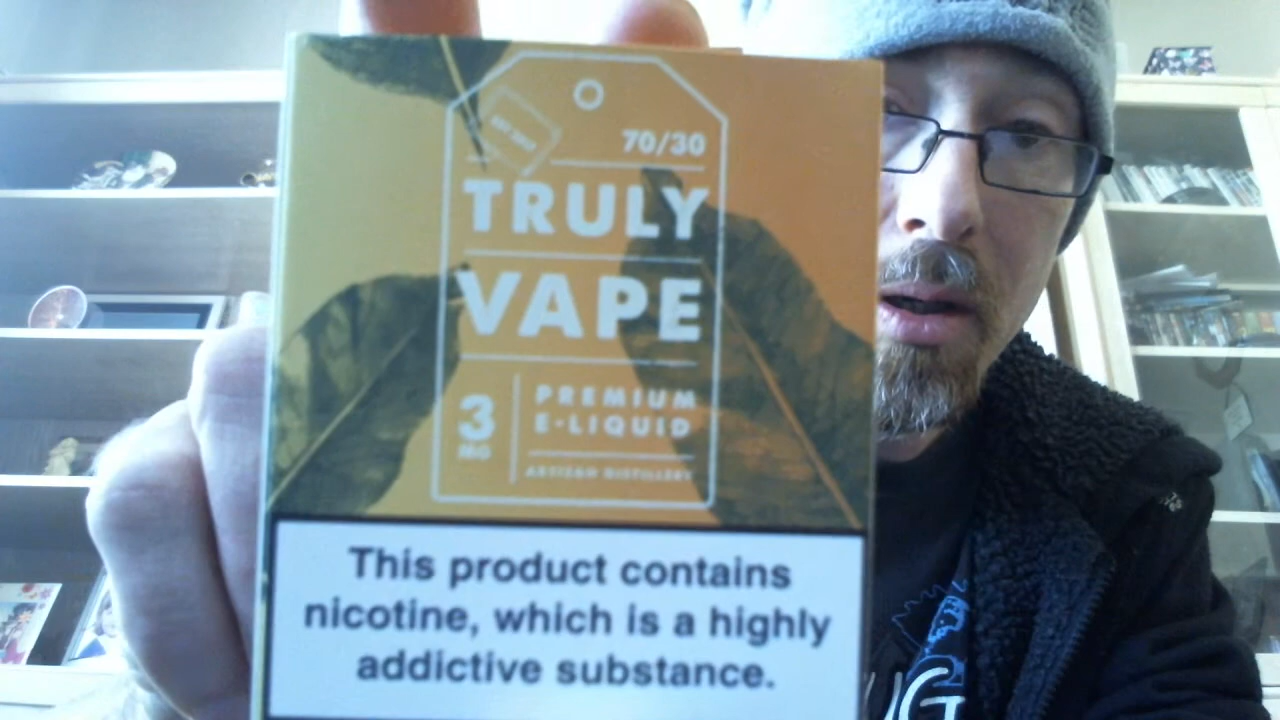 70/30
TRULY
VAPE
3
MG
PREMIUM
E-LIQUID
ARTISAN DISTILLERY
This product contains
nicotine, which is a highly
addictive substance.